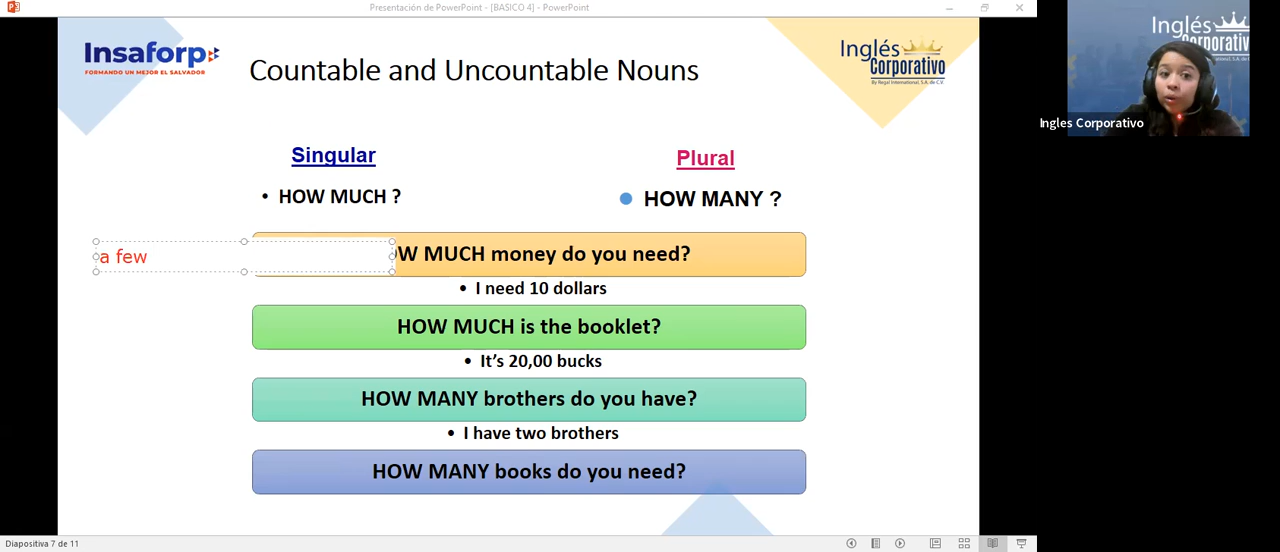 Presentación de PowerPoint - [BASICO 4] - PowerPoint
Insaforp
FORMANDO UN MEJOR EL SALVADOR
Countable and Uncountable Nouns
Inglés
Corporativo
By Regal International, S.A. de C.V.
Inglés
Corporativo
Ingles Corporativo
Singular
Plural
• HOW MUCH ?
HOW MANY ?
a few
OW MUCH money do you need?
• I need 10 dollars
HOW MUCH is the booklet?
• It's 20,00 bucks
HOW MANY brothers do you have?
• I have two brothers
HOW MANY books do you need?
Diapositiva 7 de 11